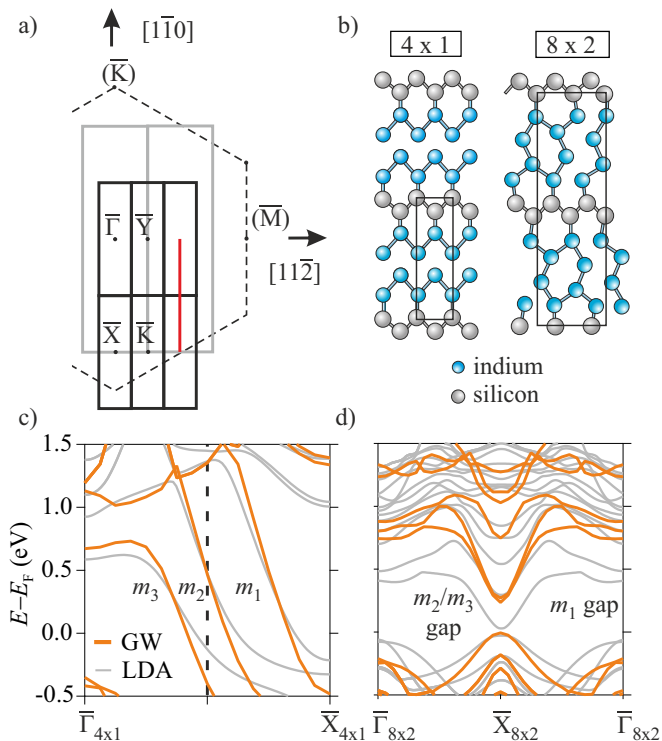 a)
[11̅0]
(K̅)
Γ̅ Y̅
(M̅)
[112̅]
X̅ K̅
b)
4 x 1 8 x 2
indium
silicon
c)
E−E_F (eV)
1.5
1.0
0.5
0.0
-0.5
m₃ m₂ m₁
GW
LDA
Γ̅₄ₓ₁ X̅₄ₓ₁
d)
m₂/m₃
gap
m₁ gap
Γ̅₈ₓ₂ X̅₈ₓ₂ Γ̅₈ₓ₂